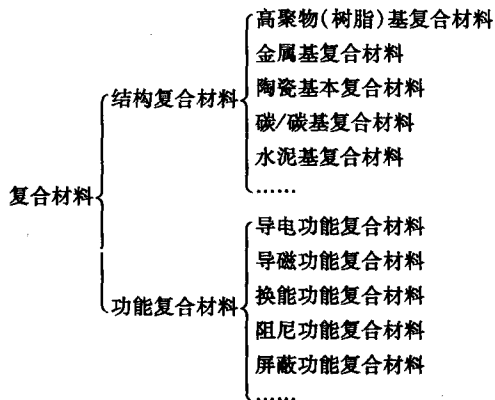 高聚物(树脂)基复合材料
金属基复合材料
结构复合材料
陶瓷基本复合材料
碳/碳基复合材料
水泥基复合材料
……
复合材料
导电功能复合材料
导磁功能复合材料
换能功能复合材料
功能复合材料
阻尼功能复合材料
屏蔽功能复合材料
……